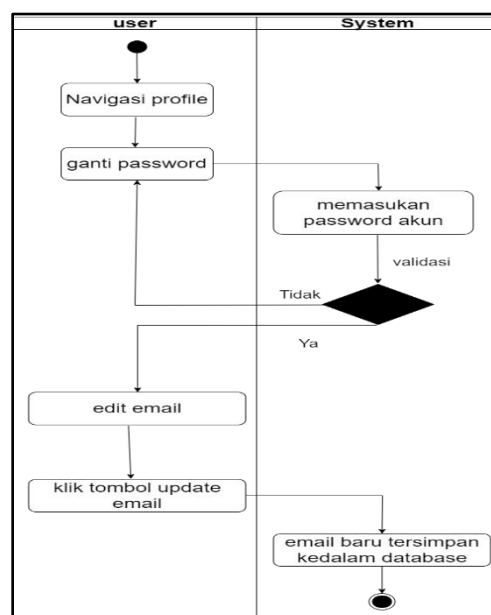 user
System
Navigasi profile
ganti password
memasukan
password akun
validasi
Tidak
Ya
edit email
klik tombol update
email
email baru tersimpan
kedalam database